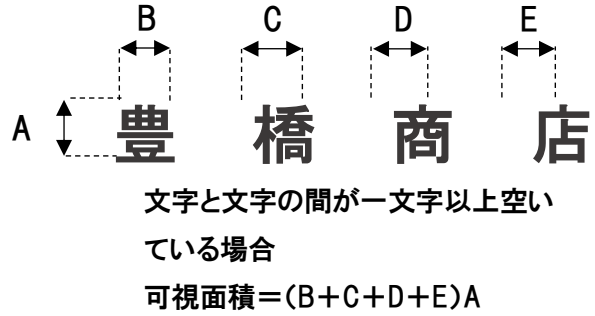 B C D E
A 豊 橋 商 店
文字と文字の間が一文字以上空い
ている場合
可視面積=(B+C+D+E)A